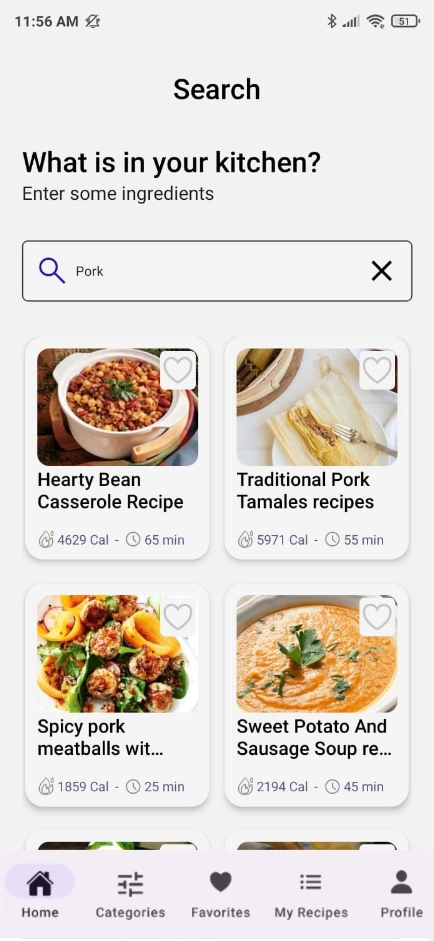 11:56 AM
51
Search
What is in your kitchen?
Enter some ingredients
Pork
Hearty Bean
Casserole Recipe
4629 Cal - 65 min
Traditional Pork
Tamales recipes
5971 Cal - 55 min
Spicy pork
meatballs wit...
1859 Cal - 25 min
Sweet Potato And
Sausage Soup re...
2194 Cal - 45 min
Home
Categories
Favorites
My Recipes
Profile